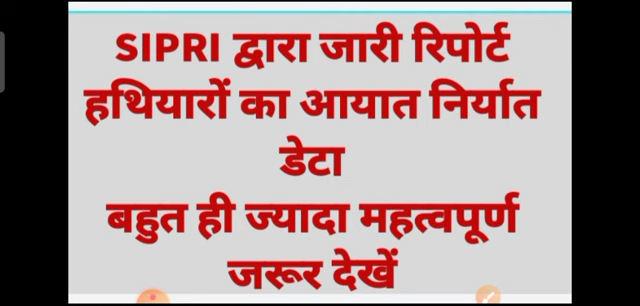 SIPRI द्वारा जारी रिपोर्ट
हथियारों का आयात निर्यात
डेटा
बहुत ही ज्यादा महत्वपूर्ण
जरूर देखें